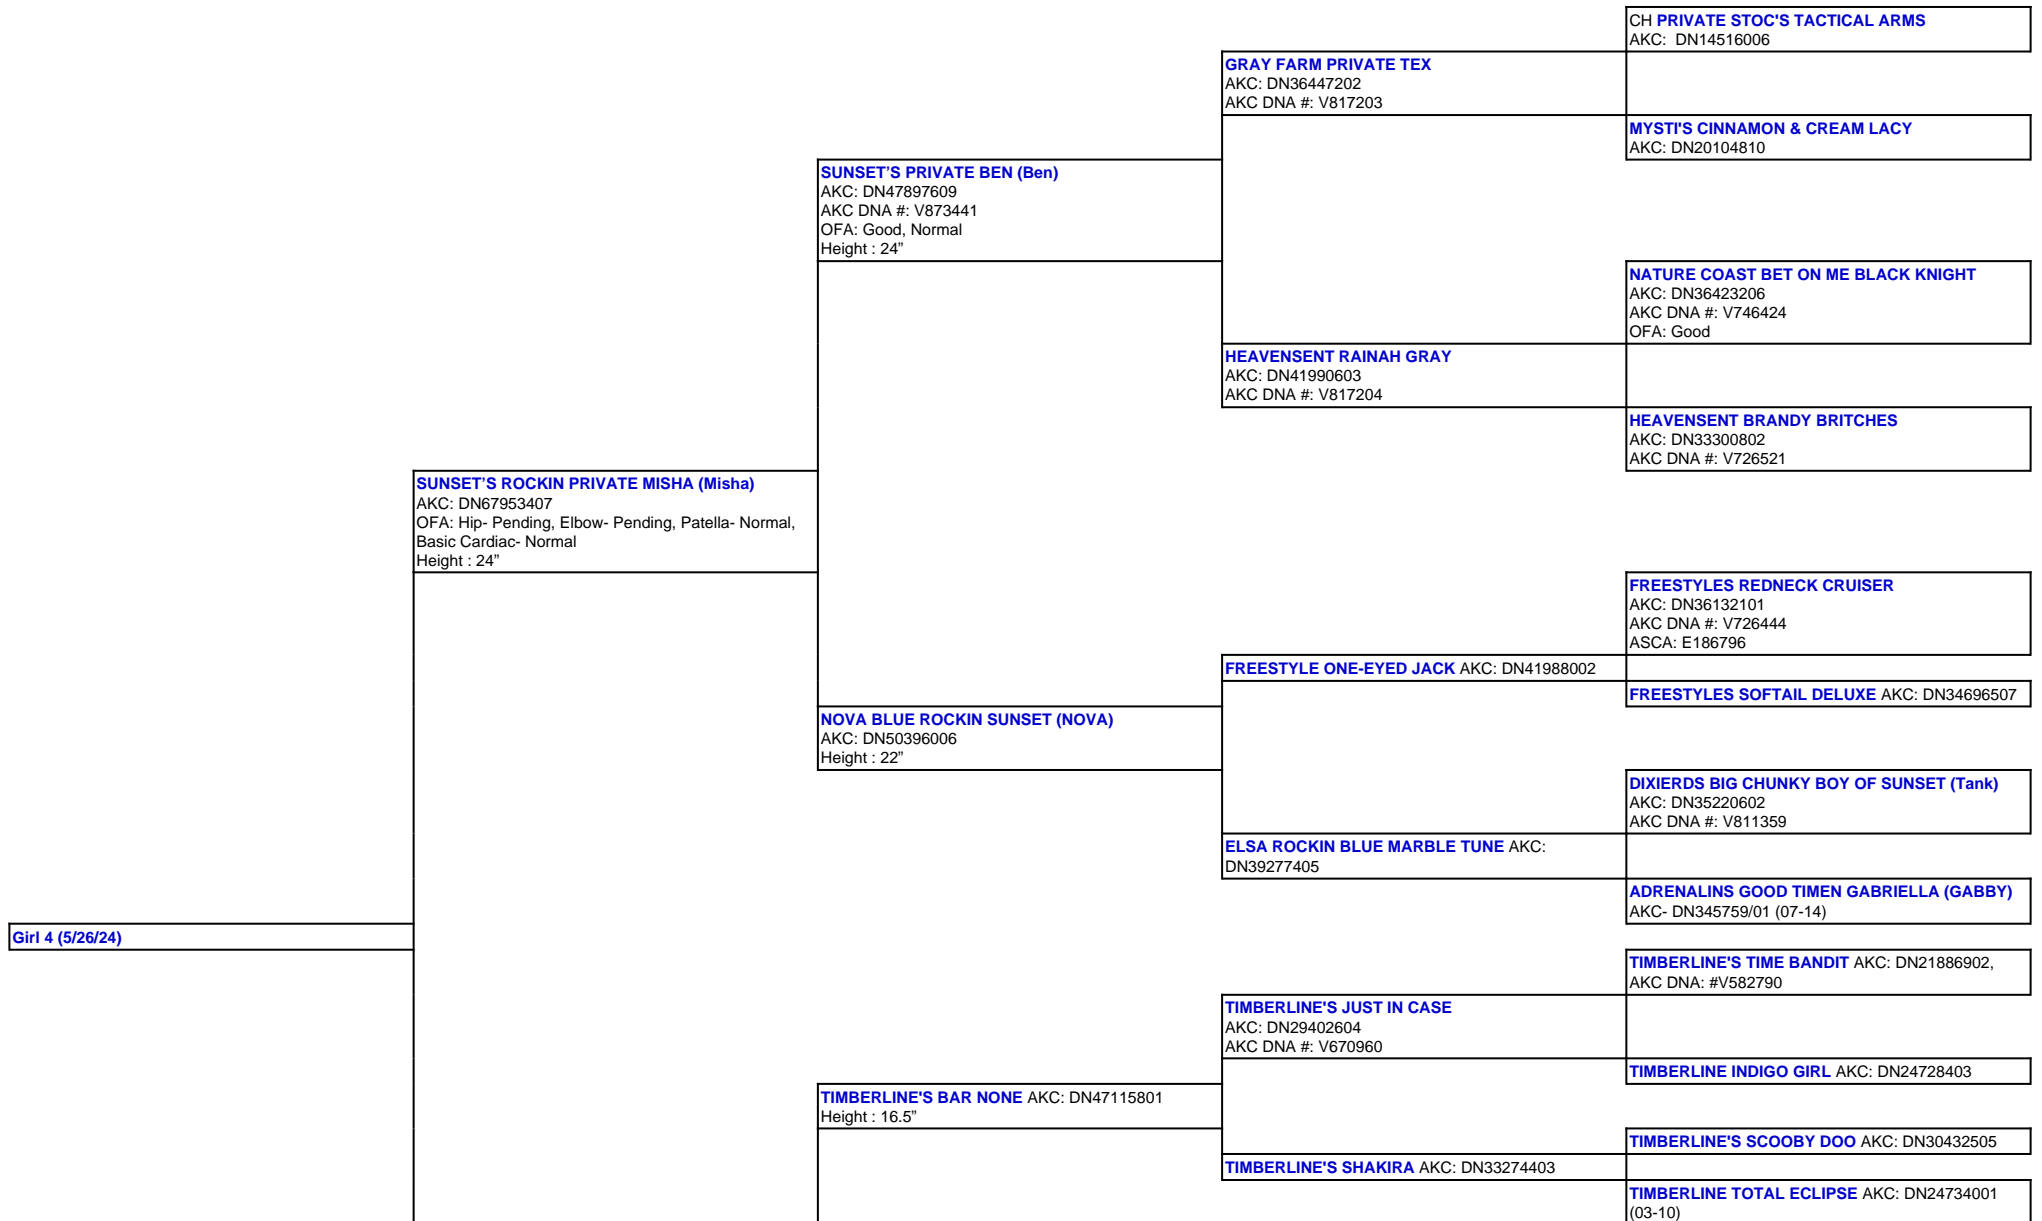 CH PRIVATE STOC'S TACTICAL ARMS
AKC:  DN14516006
GRAY FARM PRIVATE TEX
AKC: DN36447202
AKC DNA #: V817203
MYSTI'S CINNAMON & CREAM LACY
AKC: DN20104810
SUNSET’S PRIVATE BEN (Ben)
AKC: DN47897609
AKC DNA #: V873441
OFA: Good, Normal
Height : 24”
NATURE COAST BET ON ME BLACK KNIGHT
AKC: DN36423206
AKC DNA #: V746424
OFA: Good
HEAVENSENT RAINAH GRAY
AKC: DN41990603
AKC DNA #: V817204
HEAVENSENT BRANDY BRITCHES
AKC: DN33300802
AKC DNA #: V726521
SUNSET’S ROCKIN PRIVATE MISHA (Misha)
AKC: DN67953407
OFA: Hip- Pending, Elbow- Pending, Patella- Normal,
Basic Cardiac- Normal
Height : 24”
FREESTYLES REDNECK CRUISER
AKC: DN36132101
AKC DNA #: V726444
ASCA: E186796
FREESTYLE ONE-EYED JACK AKC: DN41988002
FREESTYLES SOFTAIL DELUXE AKC: DN34696507
NOVA BLUE ROCKIN SUNSET (NOVA)
AKC: DN50396006
Height : 22”
DIXIERDS BIG CHUNKY BOY OF SUNSET (Tank)
AKC: DN35220602
AKC DNA #: V811359
ELSA ROCKIN BLUE MARBLE TUNE AKC:
DN39277405
ADRENALINS GOOD TIMEN GABRIELLA (GABBY)
AKC- DN345759/01 (07-14)
Girl 4 (5/26/24)
TIMBERLINE'S TIME BANDIT AKC: DN21886902,
AKC DNA: #V582790
TIMBERLINE'S JUST IN CASE
AKC: DN29402604
AKC DNA #: V670960
TIMBERLINE INDIGO GIRL AKC: DN24728403
TIMBERLINE'S BAR NONE AKC: DN47115801
Height : 16.5”
TIMBERLINE'S SCOOBY DOO AKC: DN30432505
TIMBERLINE'S SHAKIRA AKC: DN33274403
TIMBERLINE TOTAL ECLIPSE AKC: DN24734001
(03-10)